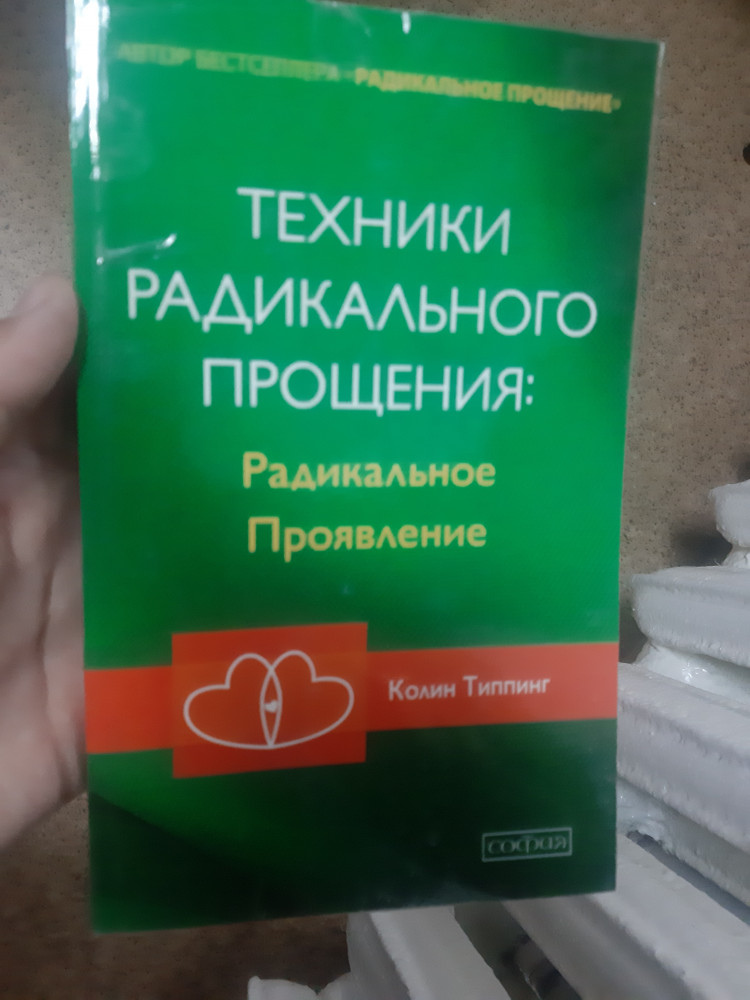 АВТОР БЕСТСЕЛЛЕРА «РАДИКАЛЬНОЕ ПРОЩЕНИЕ»
ТЕХНИКИ
РАДИКАЛЬНОГО
ПРОЩЕНИЯ:
Радикальное
Проявление
Колин Типпинг
СОФИЯ